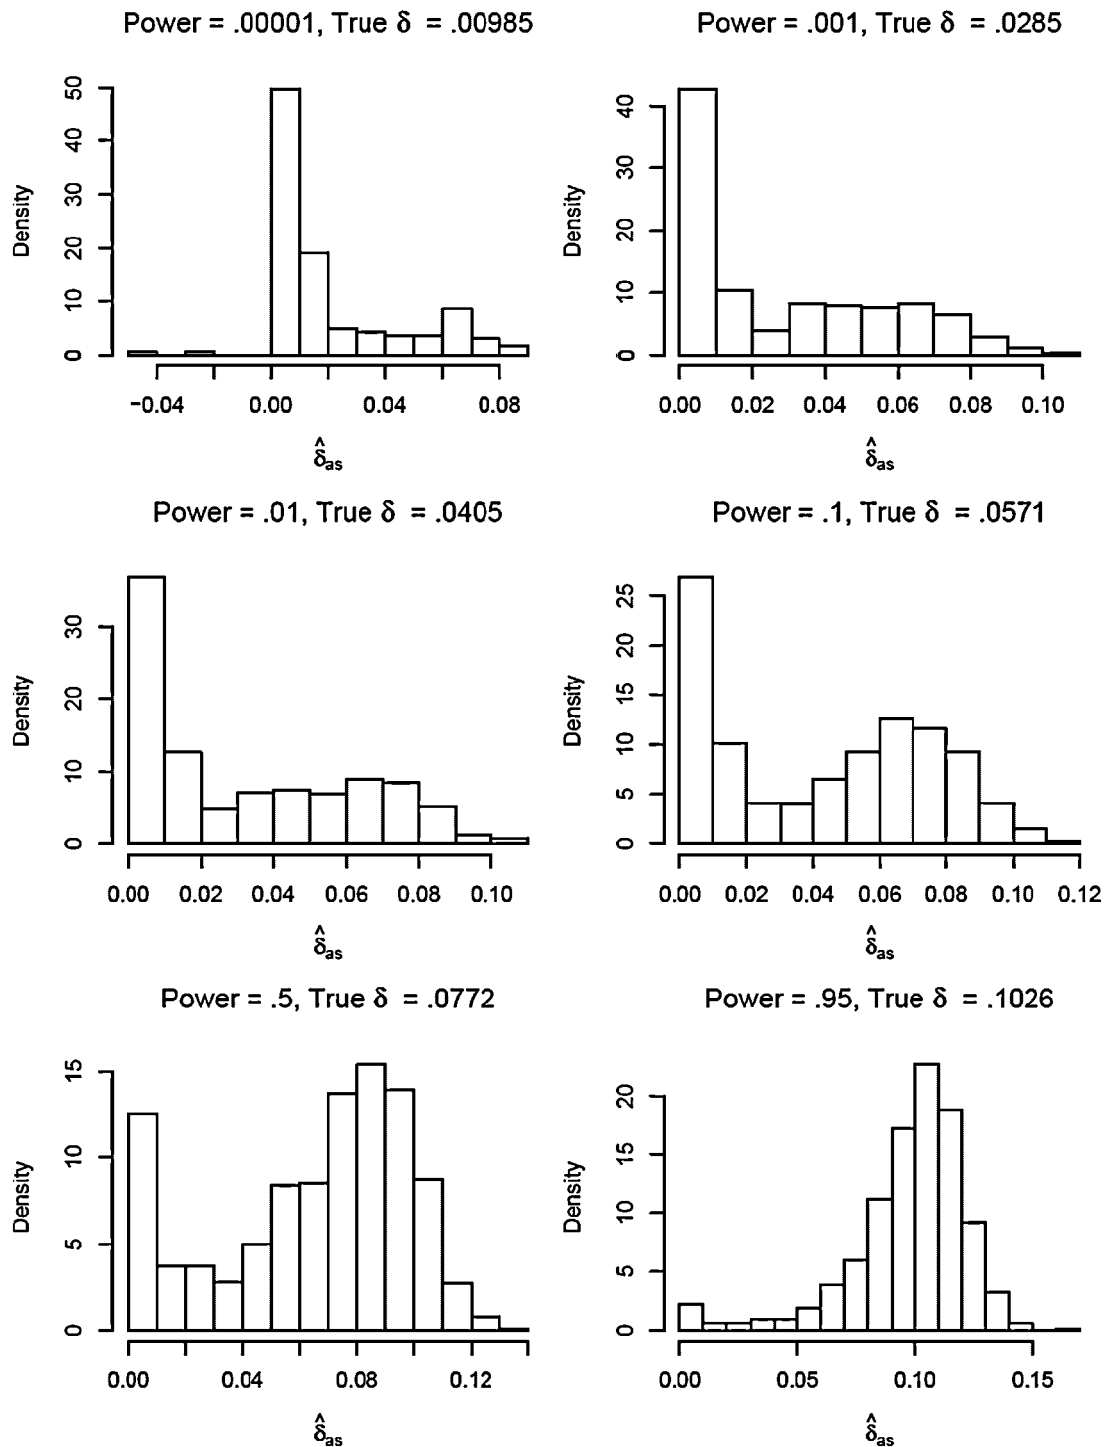 Power = .00001, True δ = .00985
Power = .001, True δ = .0285
Density
0 10 20 30 40 50
−0.04 0.00 0.04 0.08
δ̂as
Density
0 10 20 30 40
0.00 0.02 0.04 0.06 0.08 0.10
δ̂as
Power = .01, True δ = .0405
Power = .1, True δ = .0571
Density
0 10 20 30
0.00 0.02 0.04 0.06 0.08 0.10
δ̂as
Density
0 5 10 15 20 25
0.00 0.02 0.04 0.06 0.08 0.10 0.12
δ̂as
Power = .5, True δ = .0772
Power = .95, True δ = .1026
Density
0 5 10 15
0.00 0.04 0.08 0.12
δ̂as
Density
0 5 10 15 20
0.00 0.05 0.10 0.15
δ̂as